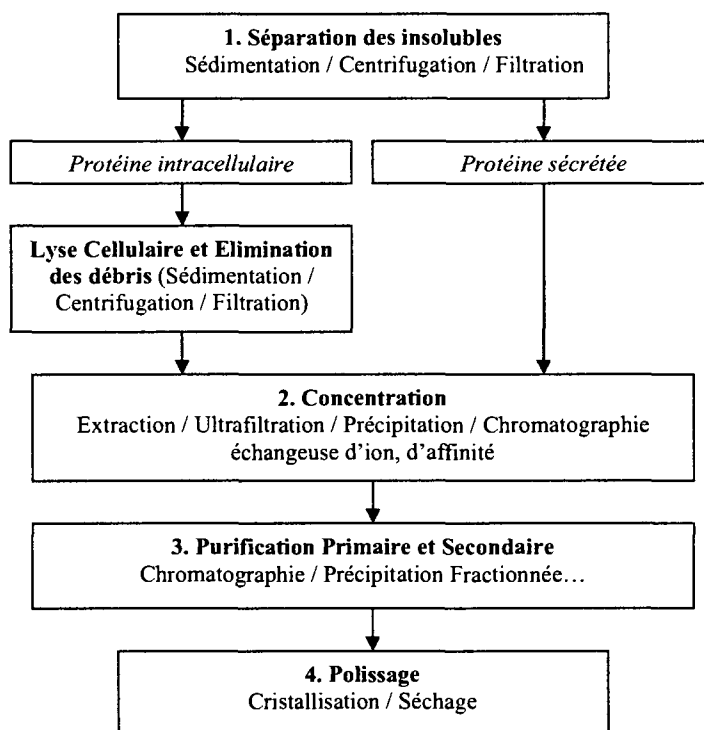 1. Séparation des insolubles
Sédimentation / Centrifugation / Filtration
Protéine intracellulaire
Protéine sécrétée
Lyse Cellulaire et Elimination
des débris (Sédimentation /
Centrifugation / Filtration)
2. Concentration
Extraction / Ultrafiltration / Précipitation / Chromatographie
échangeuse d'ion, d'affinité
3. Purification Primaire et Secondaire
Chromatographie / Précipitation Fractionnée…
4. Polissage
Cristallisation / Séchage